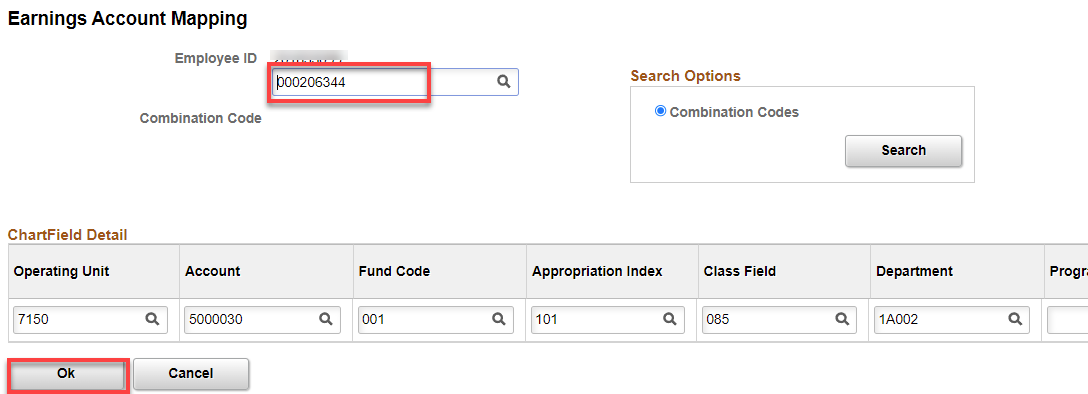 Earnings Account Mapping
Employee ID
000206344
Search Options
Combination Code
Combination Codes
Search
ChartField Detail
Operating Unit Account Fund Code Appropriation Index Class Field Department Progra
7150 5000030 001 101 085 1A002
Ok Cancel